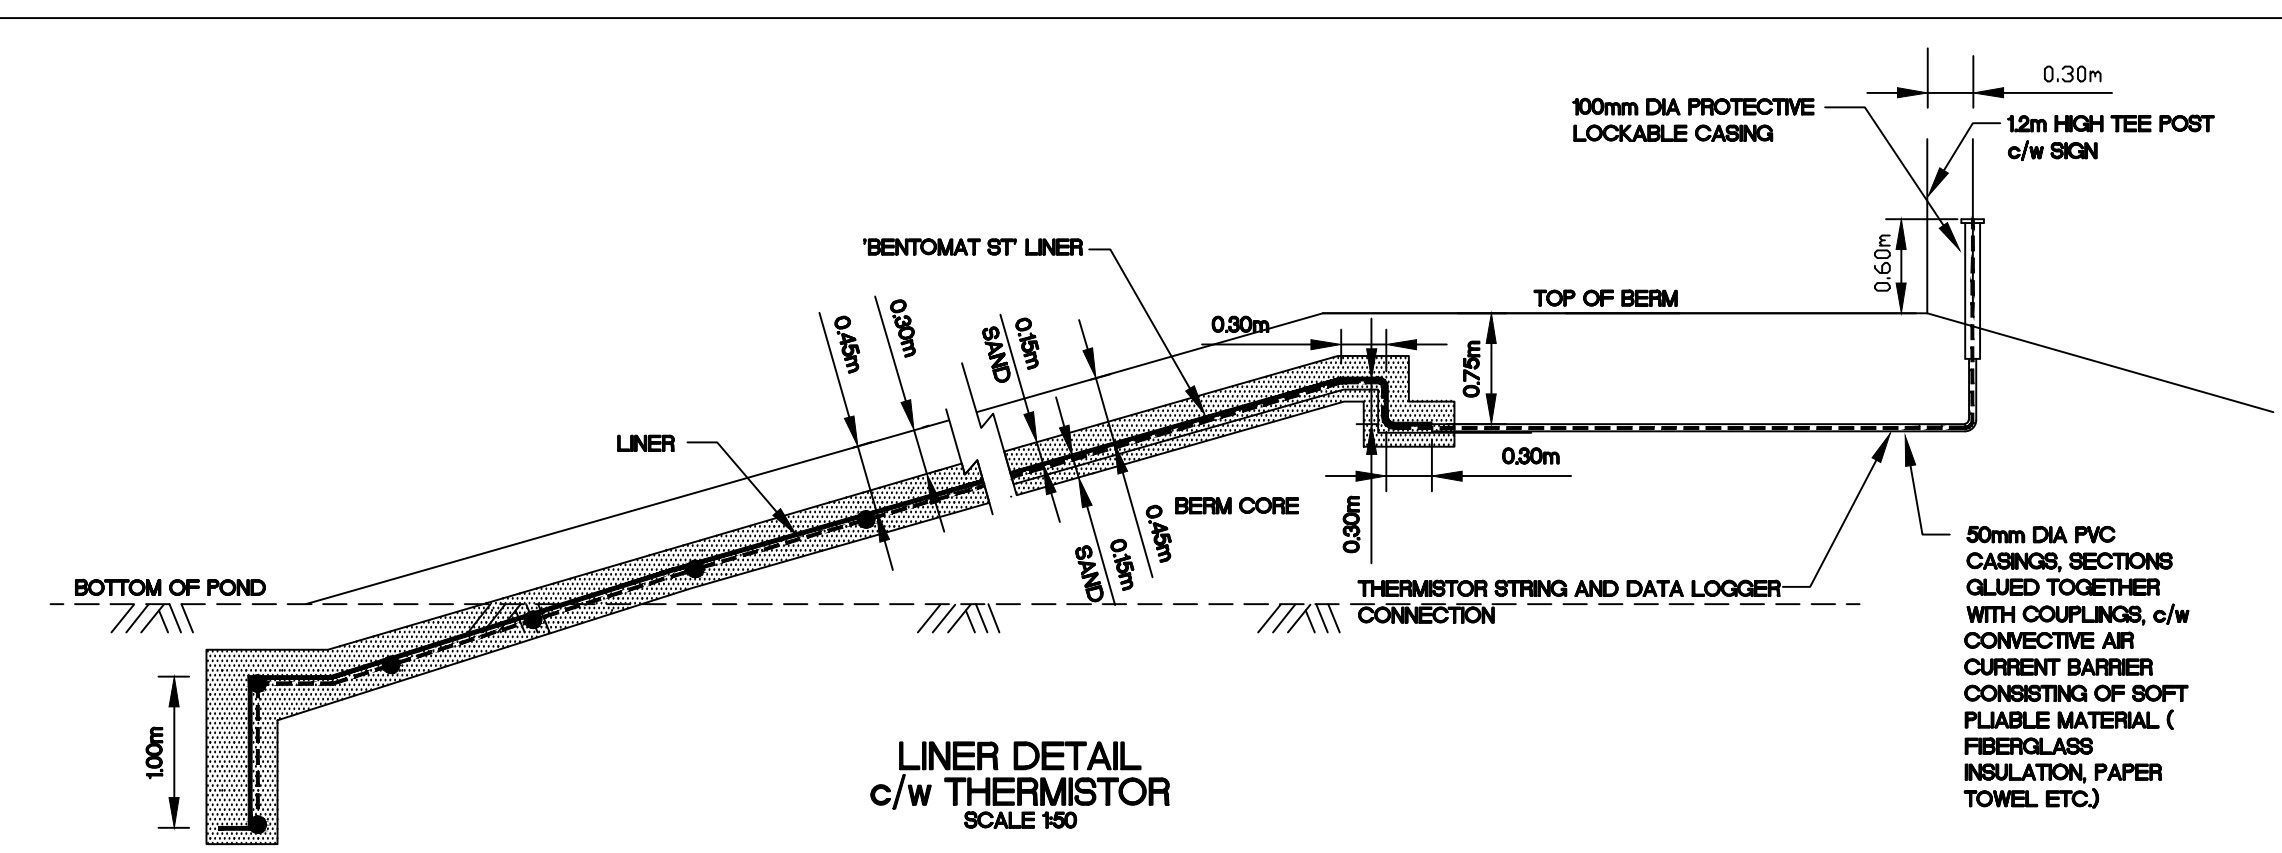 0.30m
100mm DIA PROTECTIVE
LOCKABLE CASING
1.2m HIGH TEE POST
c/w SIGN
'BENTOMAT ST' LINER
0.60m
TOP OF BERM
0.45m
0.30m
SAND
0.15m
0.30m
0.75m
LINER
0.30m
BERM CORE
0.45m
0.30m
0.15m
SAND
50mm DIA PVC
CASINGS, SECTIONS
GLUED TOGETHER
WITH COUPLINGS, c/w
CONVECTIVE AIR
CURRENT BARRIER
CONSISTING OF SOFT
PLIABLE MATERIAL (
FIBERGLASS
INSULATION, PAPER
TOWEL ETC.)
BOTTOM OF POND
THERMISTOR STRING AND DATA LOGGER
CONNECTION
1.00m
LINER DETAIL
c/w THERMISTOR
SCALE 1:50